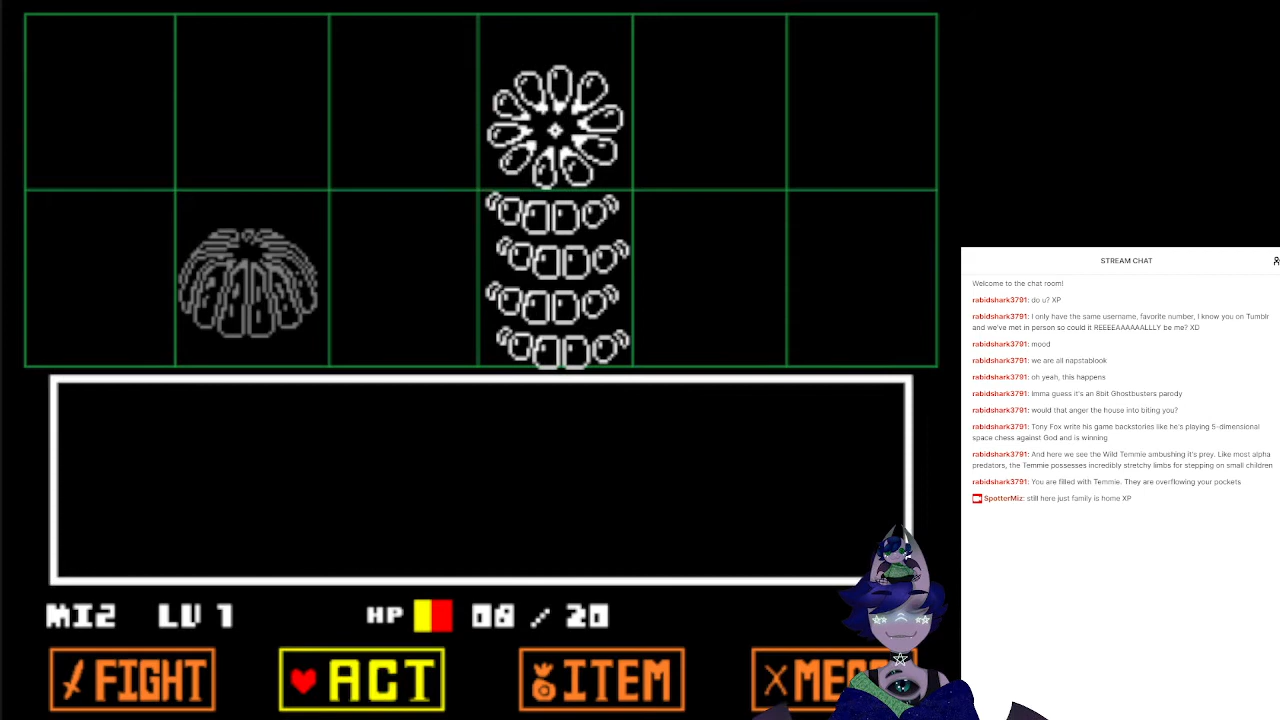 STREAM CHAT
Welcome to the chat room!
rabidshark3791: do u? XP
rabidshark3791: I only have the same username, favorite number, I know you on Tumblr
and we've met in person so could it REEEEAAAAAALLLY be me? XD
rabidshark3791: mood
rabidshark3791: we are all napstablook
rabidshark3791: oh yeah, this happens
rabidshark3791: Imma guess it's an 8bit Ghostbusters parody
rabidshark3791: would that anger the house into biting you?
rabidshark3791: Tony Fox write his game backstories like he's playing 5-dimensional
space chess against God and is winning
rabidshark3791: And here we see the Wild Temmie ambushing it's prey. Like most alpha
predators, the Temmie possesses incredibly stretchy limbs for stepping on small children
rabidshark3791: You are filled with Temmie. They are overflowing your pockets
SpotterMiz: still here just family is home XP
MIZ LV 1 HP 08 / 20
FIGHT ACT ITEM